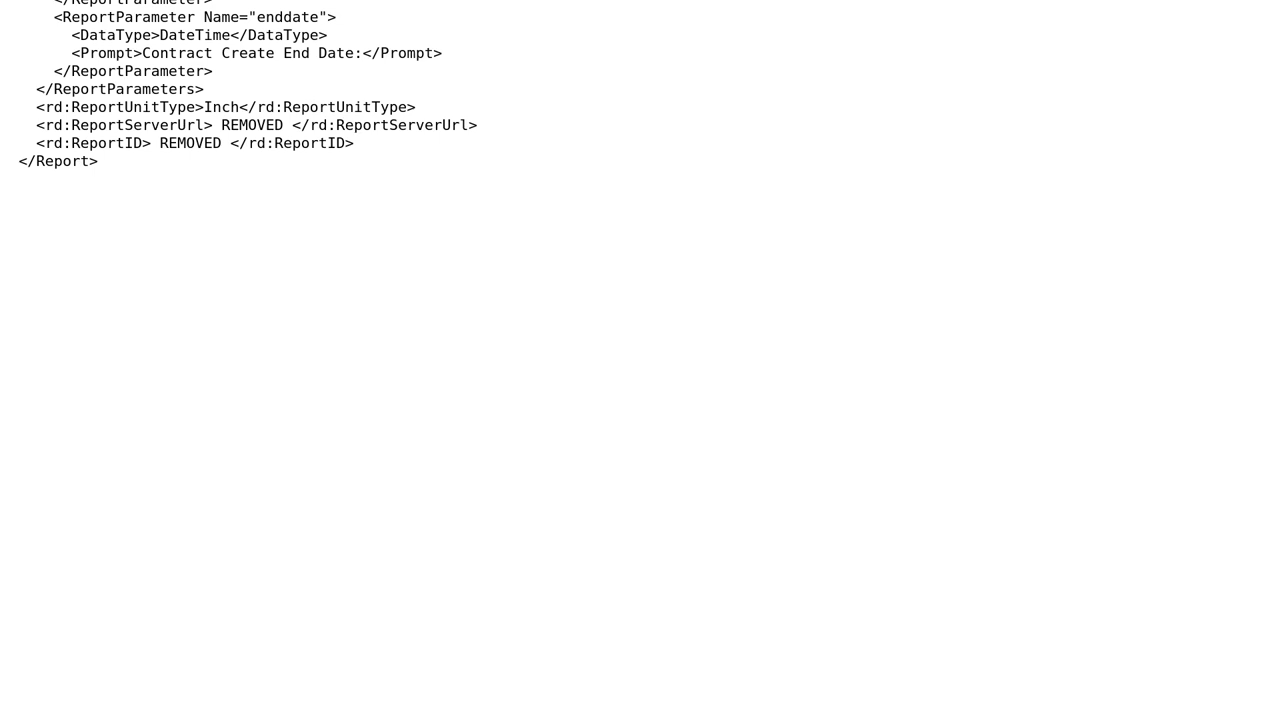 </ReportParameter>
<ReportParameter Name="enddate">
<DataType>DateTime</DataType>
<Prompt>Contract Create End Date:</Prompt>
</ReportParameter>
</ReportParameters>
<rd:ReportUnitType>Inch</rd:ReportUnitType>
<rd:ReportServerUrl> REMOVED </rd:ReportServerUrl>
<rd:ReportID> REMOVED </rd:ReportID>
</Report>